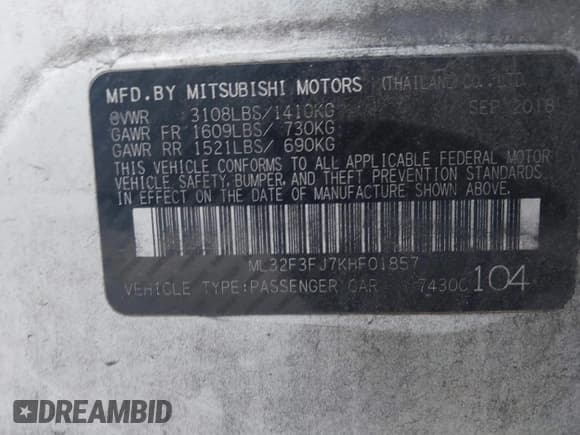 MFD.BY MITSUBISHI MOTORS (THAILAND) CO., LTD.
GVWR 3108LBS/1410KG SEP 2018
GAWR FR 1609LBS/ 730KG
GAWR RR 1521LBS/ 690KG
THIS VEHICLE CONFORMS TO ALL APPLICABLE FEDERAL MOTOR
VEHICLE SAFETY, BUMPER, AND THEFT PREVENTION STANDARDS
IN EFFECT ON THE DATE OF MANUFACTURE SHOWN ABOVE.
ML32F3FJ7KHF01857
VEHICLE TYPE:PASSENGER CAR 7430C 104
DREAMBID